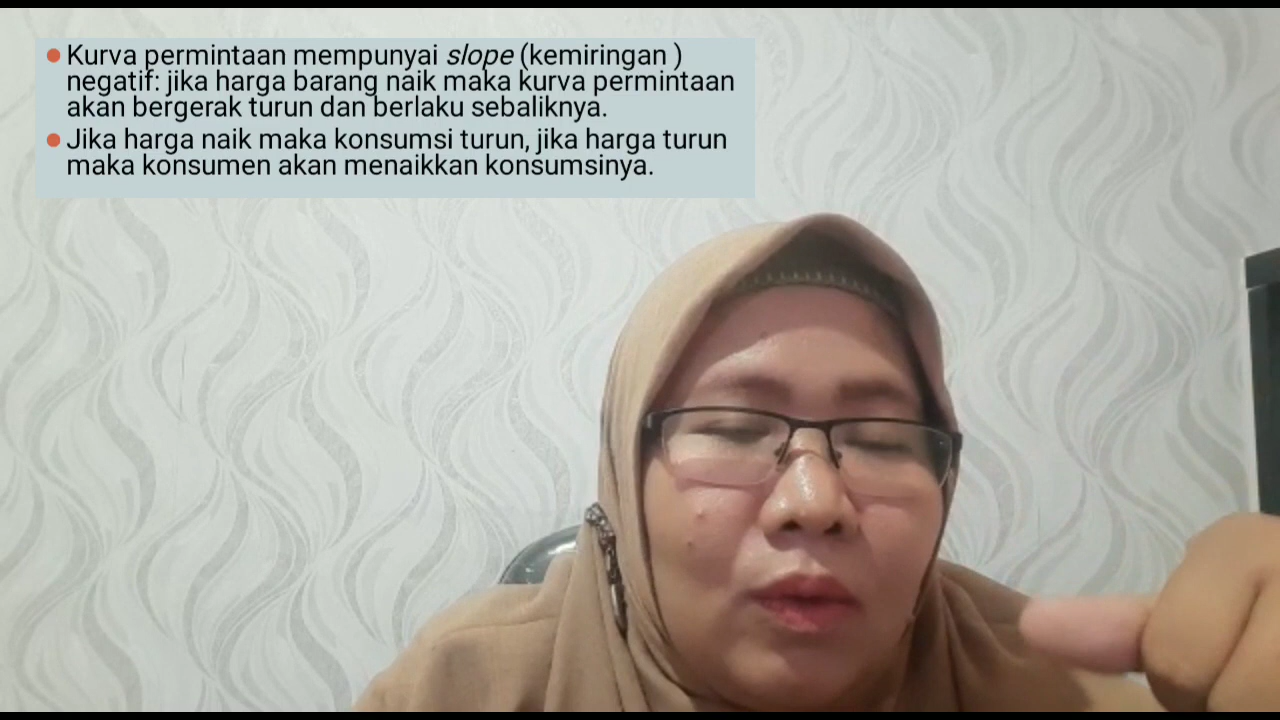 Kurva permintaan mempunyai slope (kemiringan )
negatif: jika harga barang naik maka kurva permintaan
akan bergerak turun dan berlaku sebaliknya.
Jika harga naik maka konsumsi turun, jika harga turun
maka konsumen akan menaikkan konsumsinya.